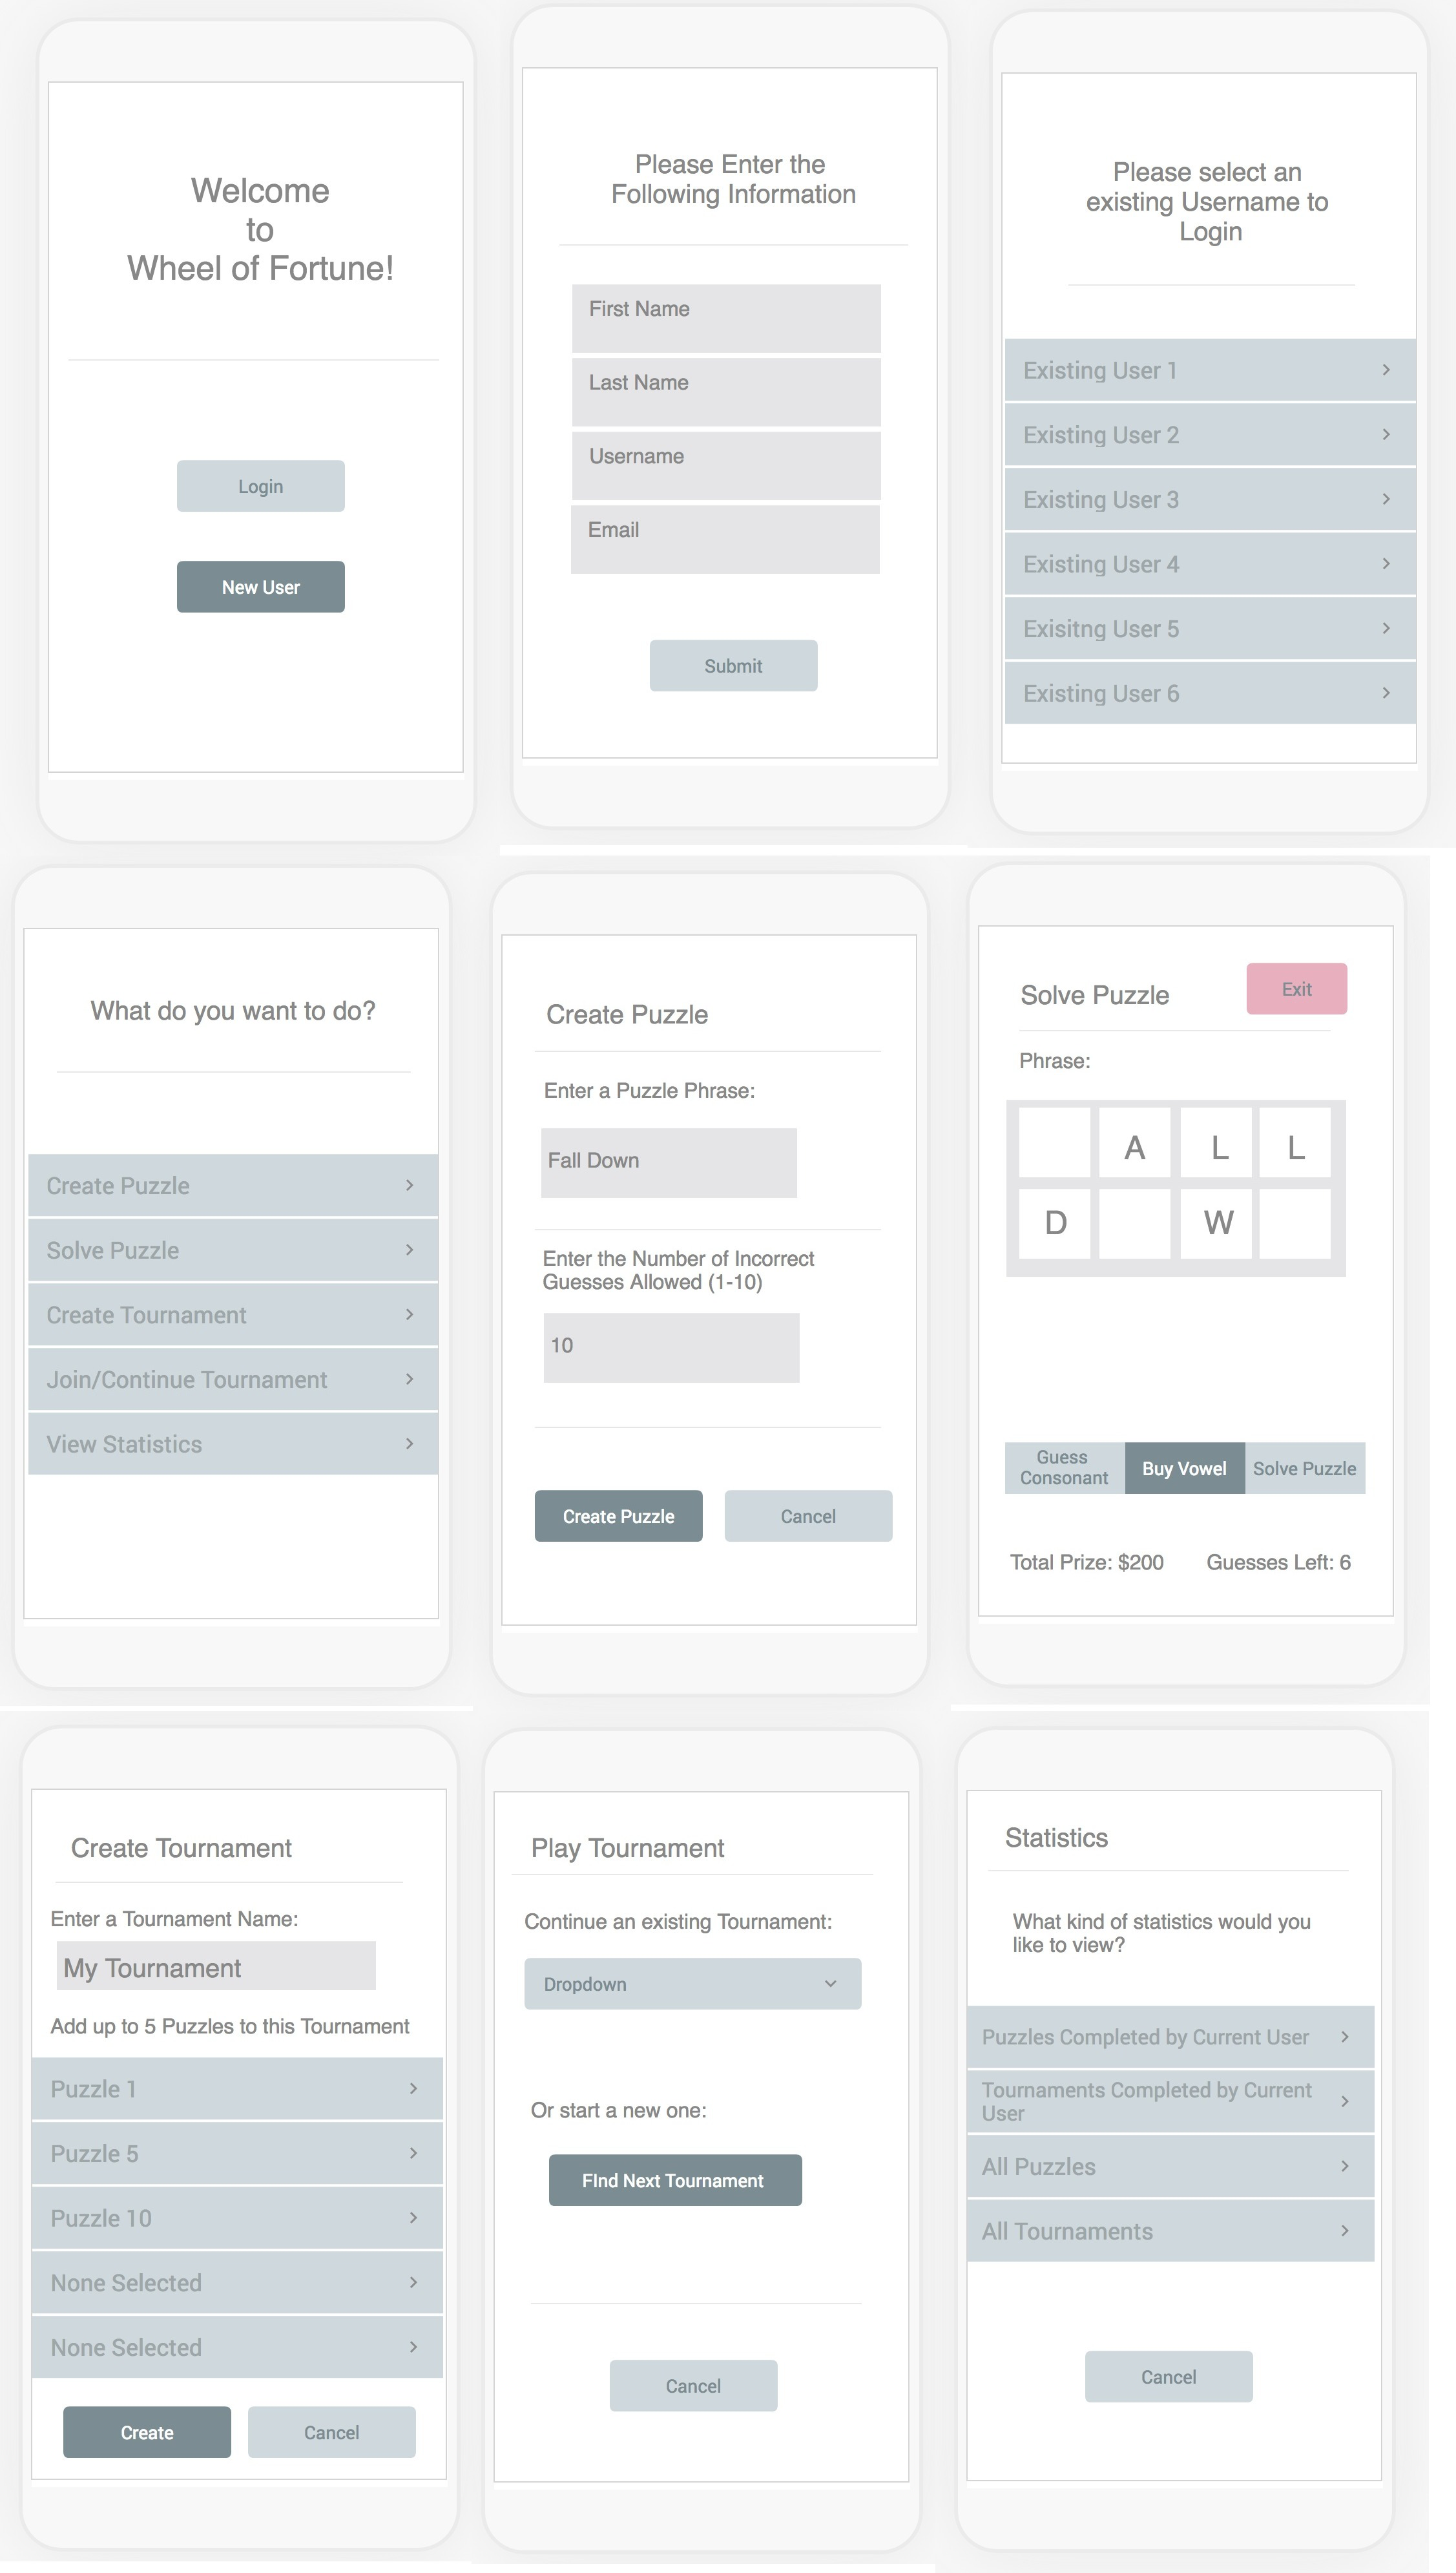 Welcome
to
Wheel of Fortune!
Login
New User
Please Enter the
Following Information
First Name
Last Name
Username
Email
Submit
Please select an
existing Username to
Login
Existing User 1
Existing User 2
Existing User 3
Existing User 4
Exisitng User 5
Existing User 6
What do you want to do?
Create Puzzle
Solve Puzzle
Create Tournament
Join/Continue Tournament
View Statistics
Create Puzzle
Enter a Puzzle Phrase:
Fall Down
Enter the Number of Incorrect
Guesses Allowed (1-10)
10
Create Puzzle Cancel
Solve Puzzle Exit
Phrase:
A L L
D W
Guess
Consonant
Buy Vowel
Solve Puzzle
Total Prize: $200 Guesses Left: 6
Create Tournament
Enter a Tournament Name:
My Tournament
Add up to 5 Puzzles to this Tournament
Puzzle 1
Puzzle 5
Puzzle 10
None Selected
None Selected
Create Cancel
Play Tournament
Continue an existing Tournament:
Dropdown
Or start a new one:
FInd Next Tournament
Cancel
Statistics
What kind of statistics would you
like to view?
Puzzles Completed by Current User
Tournaments Completed by Current
User
All Puzzles
All Tournaments
Cancel